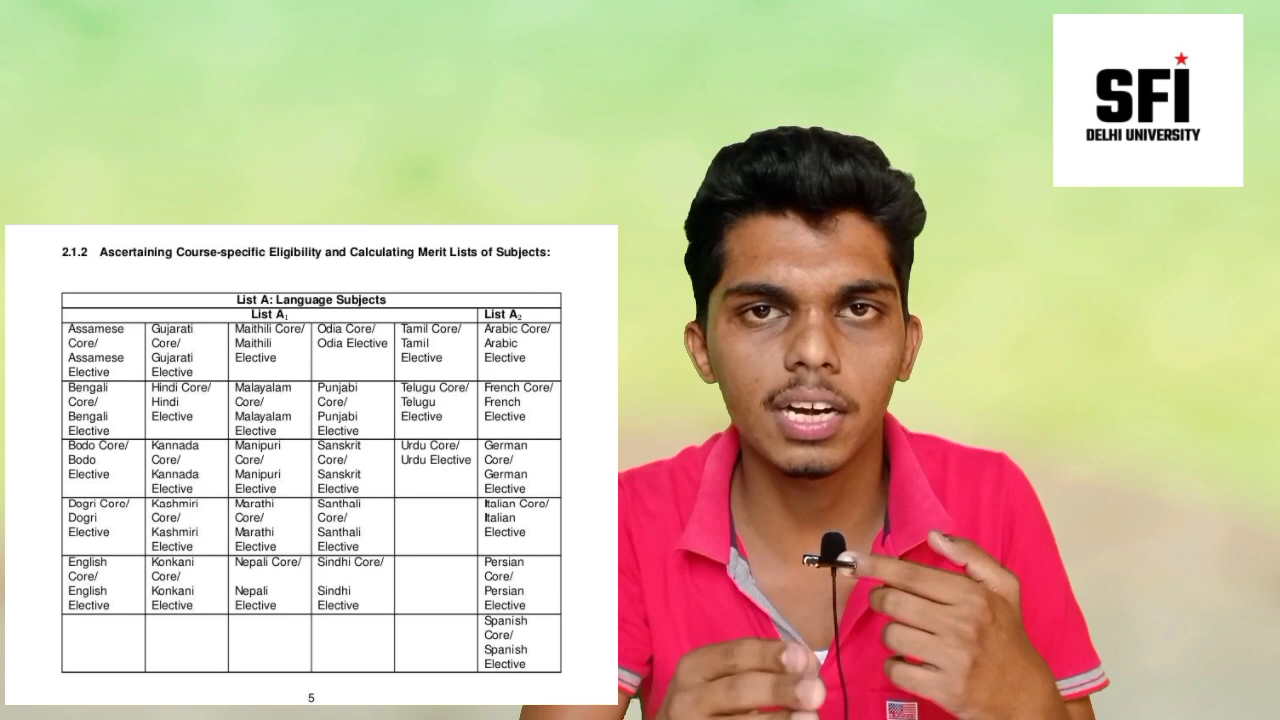 SFI
DELHI UNIVERSITY
2.1.2 Ascertaining Course-specific Eligibility and Calculating Merit Lists of Subjects:
List A: Language Subjects
List A₁ List A₂
Assamese Core/ Assamese Elective
Gujarati Core/ Gujarati Elective
Maithili Core/ Maithili Elective
Odia Core/ Odia Elective
Tamil Core/ Tamil Elective
Arabic Core/ Arabic Elective
Bengali Core/ Bengali Elective
Hindi Core/ Hindi Elective
Malayalam Core/ Malayalam Elective
Punjabi Core/ Punjabi Elective
Telugu Core/ Telugu Elective
French Core/ French Elective
Bodo Core/ Bodo Elective
Kannada Core/ Kannada Elective
Manipuri Core/ Manipuri Elective
Sanskrit Core/ Sanskrit Elective
Urdu Core/ Urdu Elective
German Core/ German Elective
Dogri Core/ Dogri Elective
Kashmiri Core/ Kashmiri Elective
Marathi Core/ Marathi Elective
Santhali Core/ Santhali Elective
Italian Core/ Italian Elective
English Core/ English Elective
Konkani Core/ Konkani Elective
Nepali Core/ Nepali Elective
Sindhi Core/ Sindhi Elective
Persian Core/ Persian Elective
Spanish Core/ Spanish Elective
5